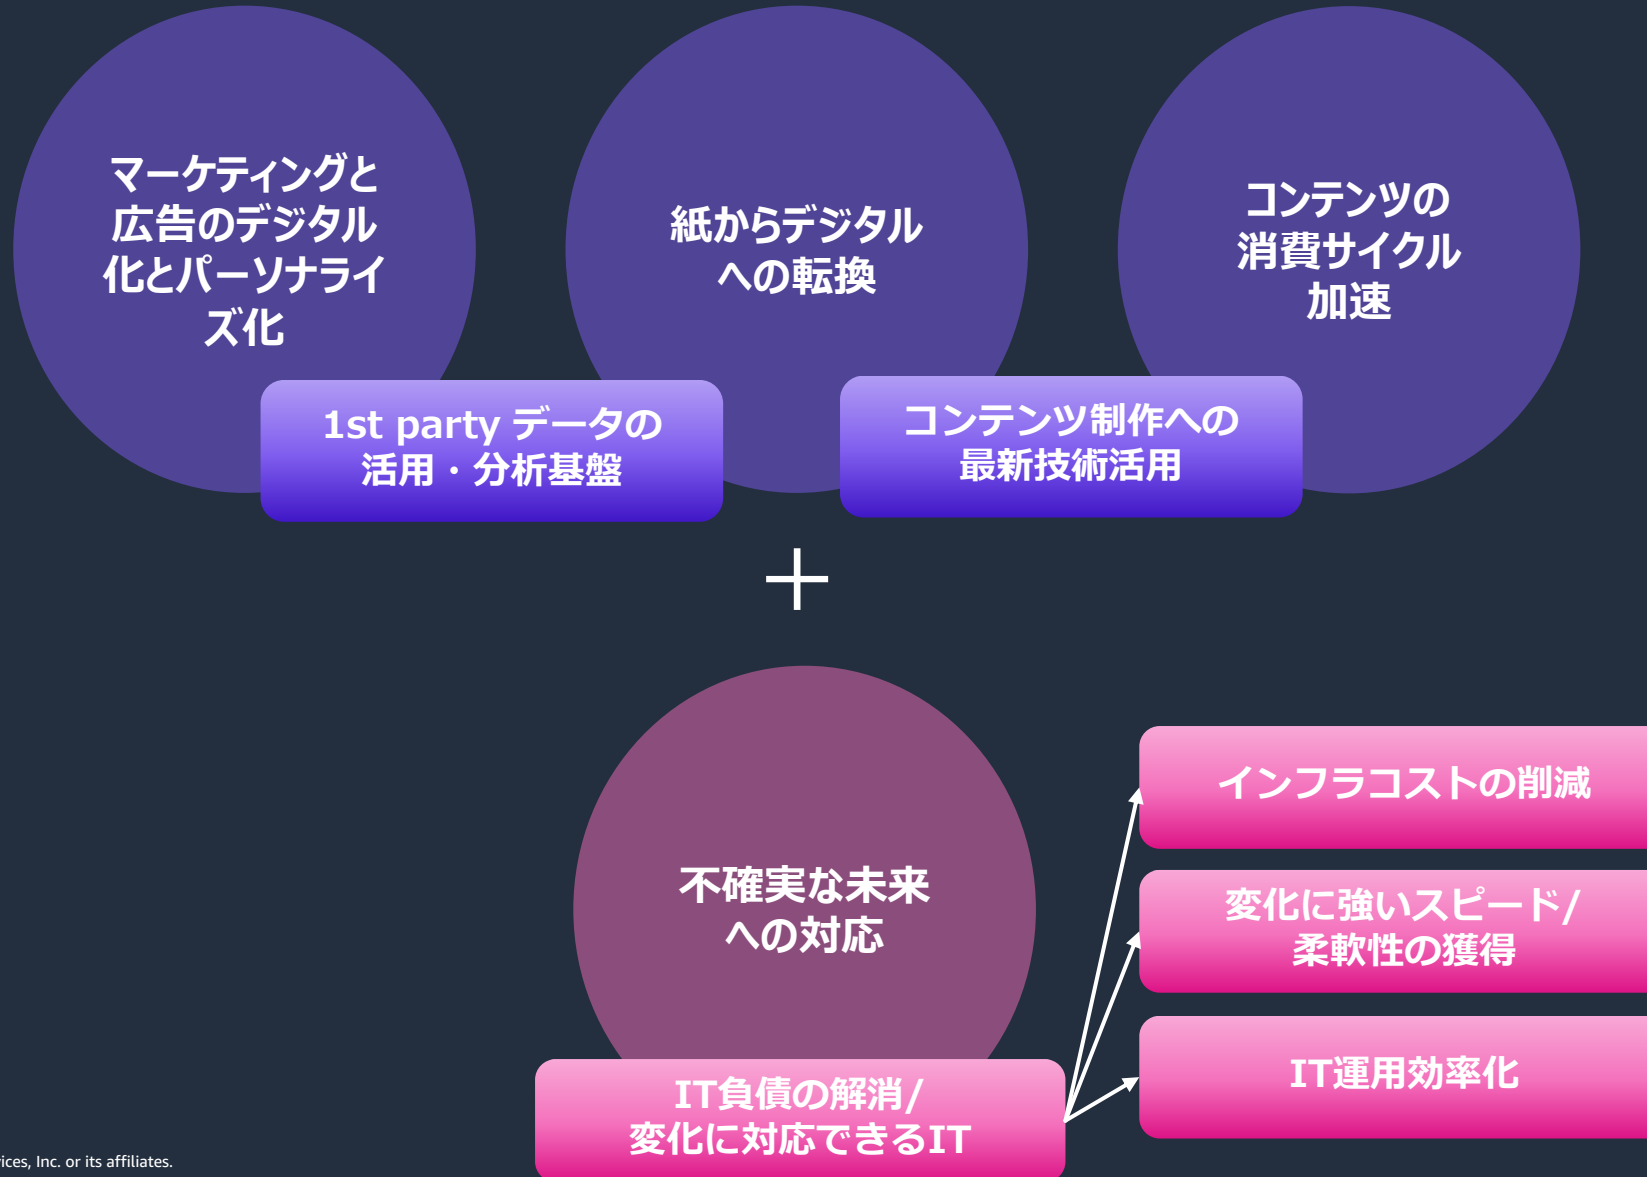 マーケティングと
広告のデジタル
化とパーソナライ
ズ化
紙からデジタル
への転換
コンテンツの
消費サイクル
加速
1st party データの
活用・分析基盤
コンテンツ制作への
最新技術活用
＋
不確実な未来
への対応
IT負債の解消/
変化に対応できるIT
インフラコストの削減
変化に強いスピード/
柔軟性の獲得
IT運用効率化
ices, Inc. or its affiliates.